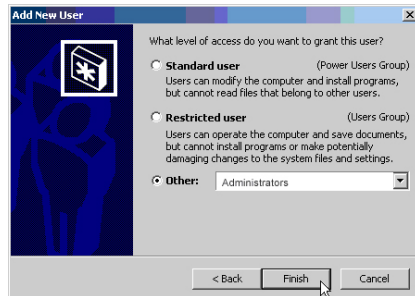 Add New User
What level of access do you want to grant this user?
Standard user (Power Users Group)
Users can modify the computer and install programs,
but cannot read files that belong to other users.
Restricted user (Users Group)
Users can operate the computer and save documents,
but cannot install programs or make potentially
damaging changes to the system files and settings.
Other: Administrators
< Back Finish Cancel